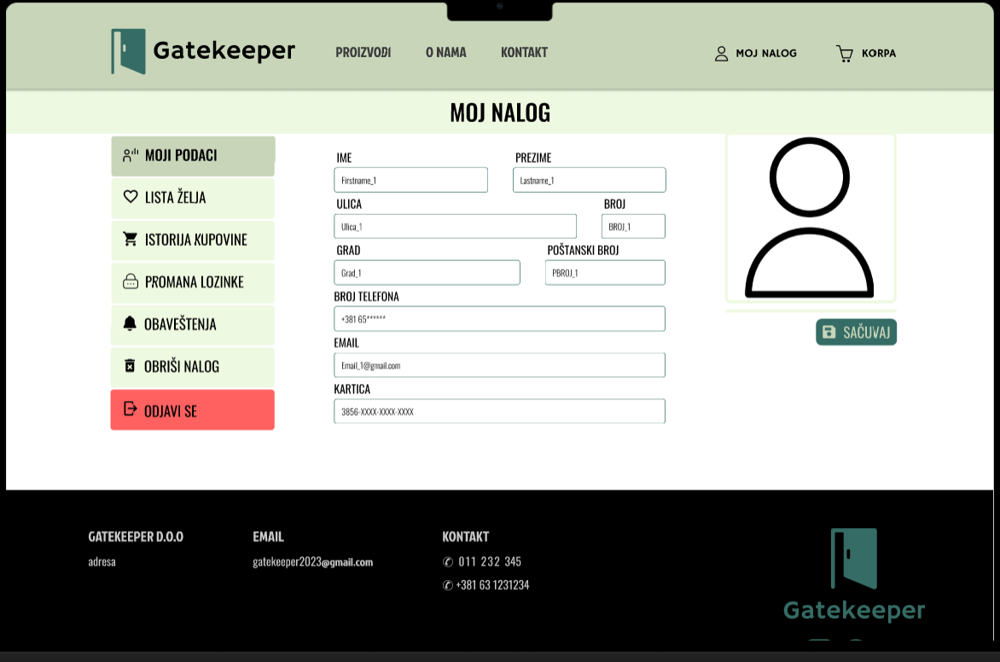 Gatekeeper
PROIZVOĐI
O NAMA
KONTAKT
MOJ NALOG
KORPA
MOJ NALOG
MOJI PODACI
LISTA ŽELJA
ISTORIJA KUPOVINE
PROMANA LOZINKE
OBAVEŠTENJA
OBRIŠI NALOG
ODJAVI SE
IME
PREZIME
Firstname_1
Lastname_1
ULICA
BROJ
Ulica_1
BROJ_1
GRAD
POŠTANSKI BROJ
Grad_1
PBROJ_1
BROJ TELEFONA
+381 65******
EMAIL
Email_1@gmail.com
KARTICA
3856-XXXX-XXXX-XXXX
SAČUVAJ
GATEKEEPER D.O.O
adresa
EMAIL
gatekeeper2023@gmail.com
KONTAKT
✆ 011 232 345
✆ +381 63 1231234
Gatekeeper